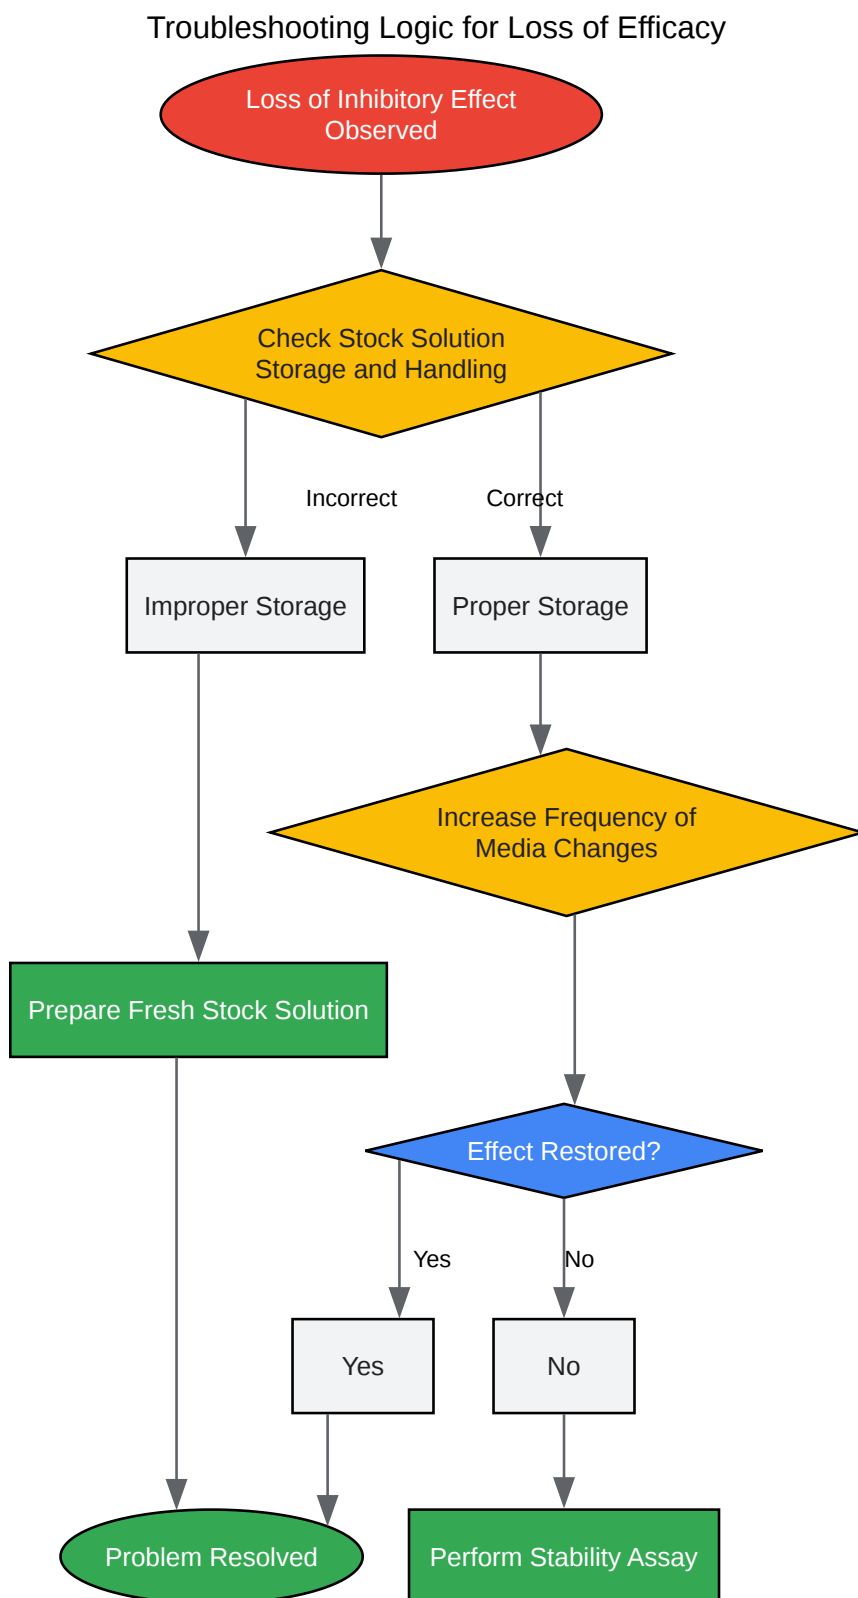 Troubleshooting Logic for Loss of Efficacy
Loss of Inhibitory Effect
Observed
Check Stock Solution
Storage and Handling
Incorrect
Correct
Improper Storage
Proper Storage
Increase Frequency of
Media Changes
Prepare Fresh Stock Solution
Effect Restored?
Yes
No
Yes
No
Problem Resolved
Perform Stability Assay